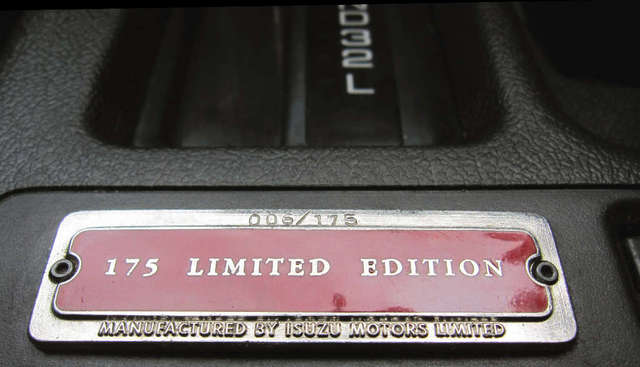 D32L
006/175
175 LIMITED EDITION
MANUFACTURED BY ISUZU MOTORS LIMITED